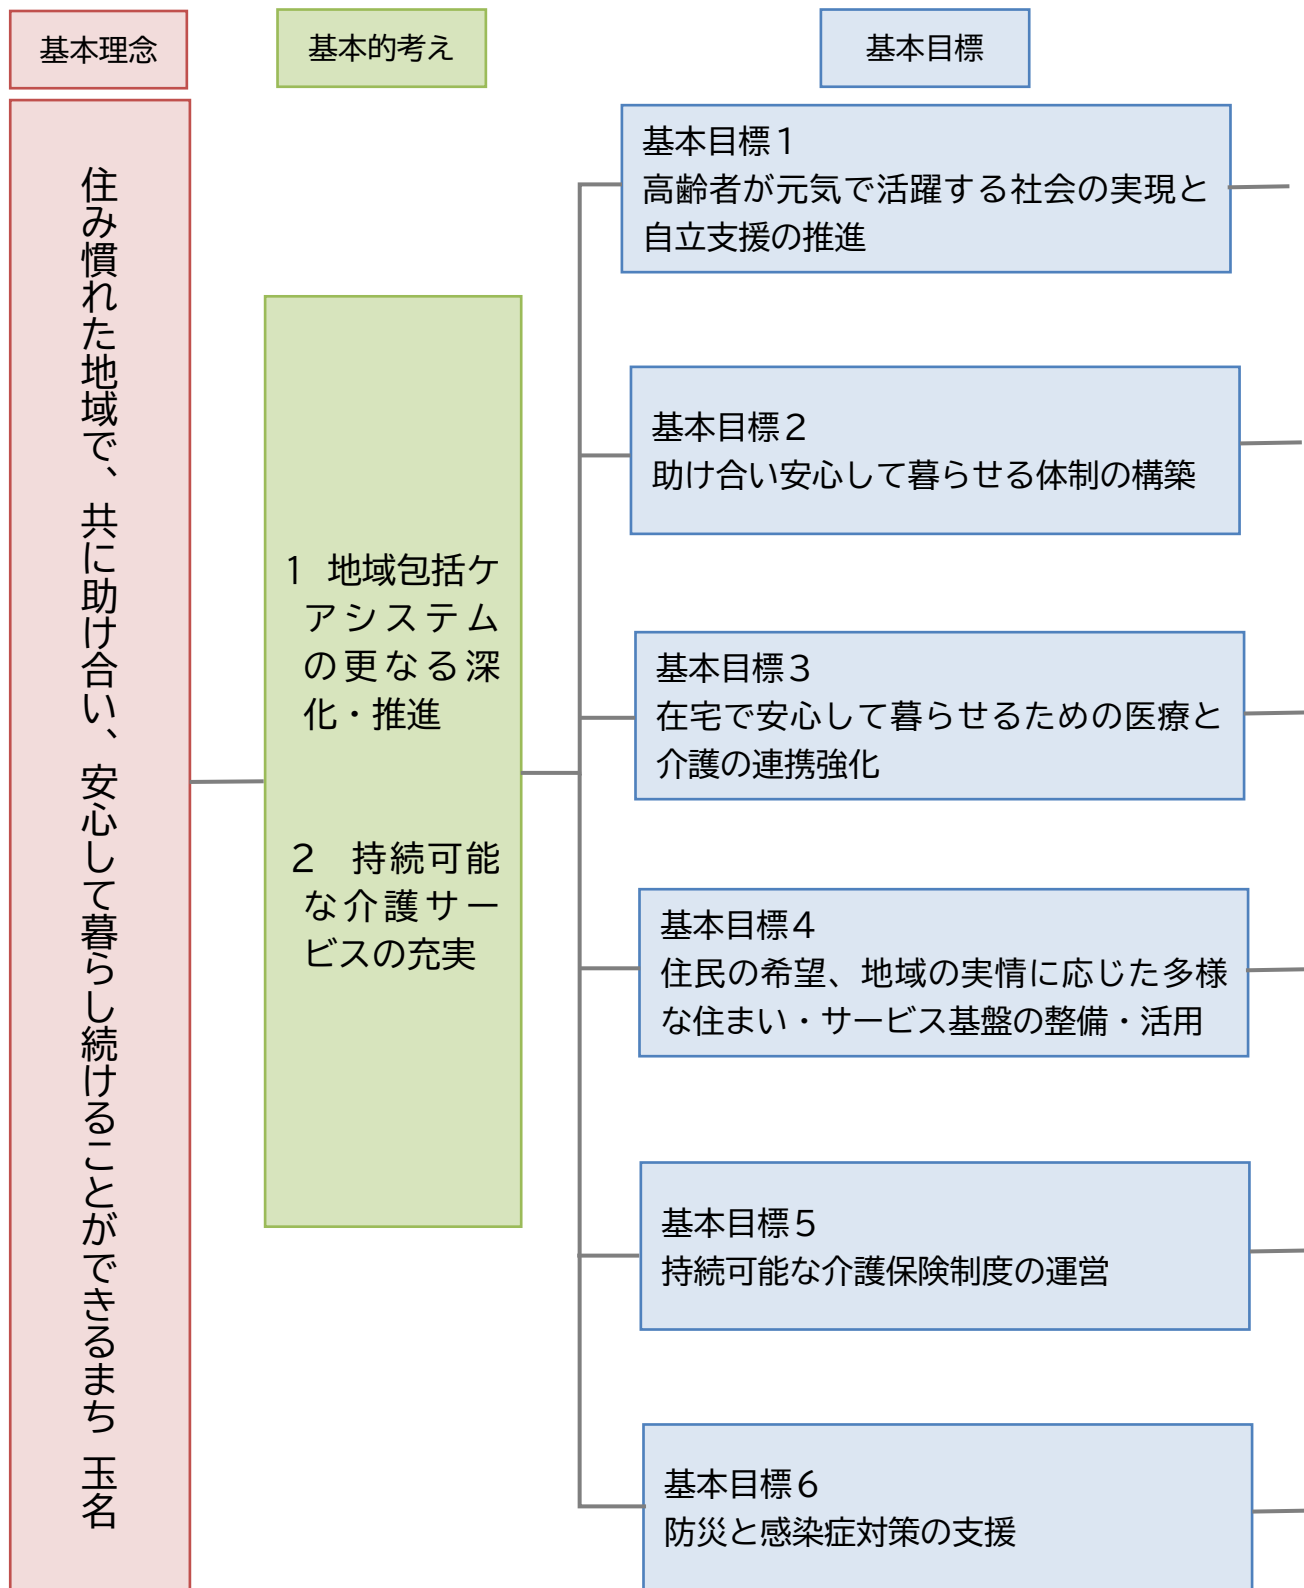 基本理念
基本的考え
基本目標
住み慣れた地域で、共に助け合い、安心して暮らし続けることができるまち 玉名
1 地域包括ケ
アシステム
の更なる深
化・推進
２ 持続可能
な介護サー
ビスの充実
基本目標１
高齢者が元気で活躍する社会の実現と
自立支援の推進
基本目標２
助け合い安心して暮らせる体制の構築
基本目標３
在宅で安心して暮らせるための医療と
介護の連携強化
基本目標４
住民の希望、地域の実情に応じた多様
な住まい・サービス基盤の整備・活用
基本目標５
持続可能な介護保険制度の運営
基本目標６
防災と感染症対策の支援